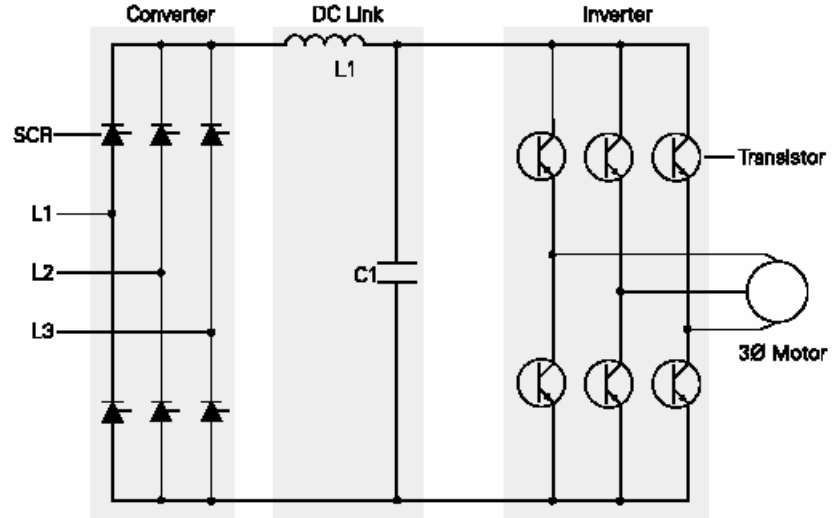 Converter
DC Link
Inverter
L1
SCR
Transistor
L1
L2
C1
L3
3Ø Motor